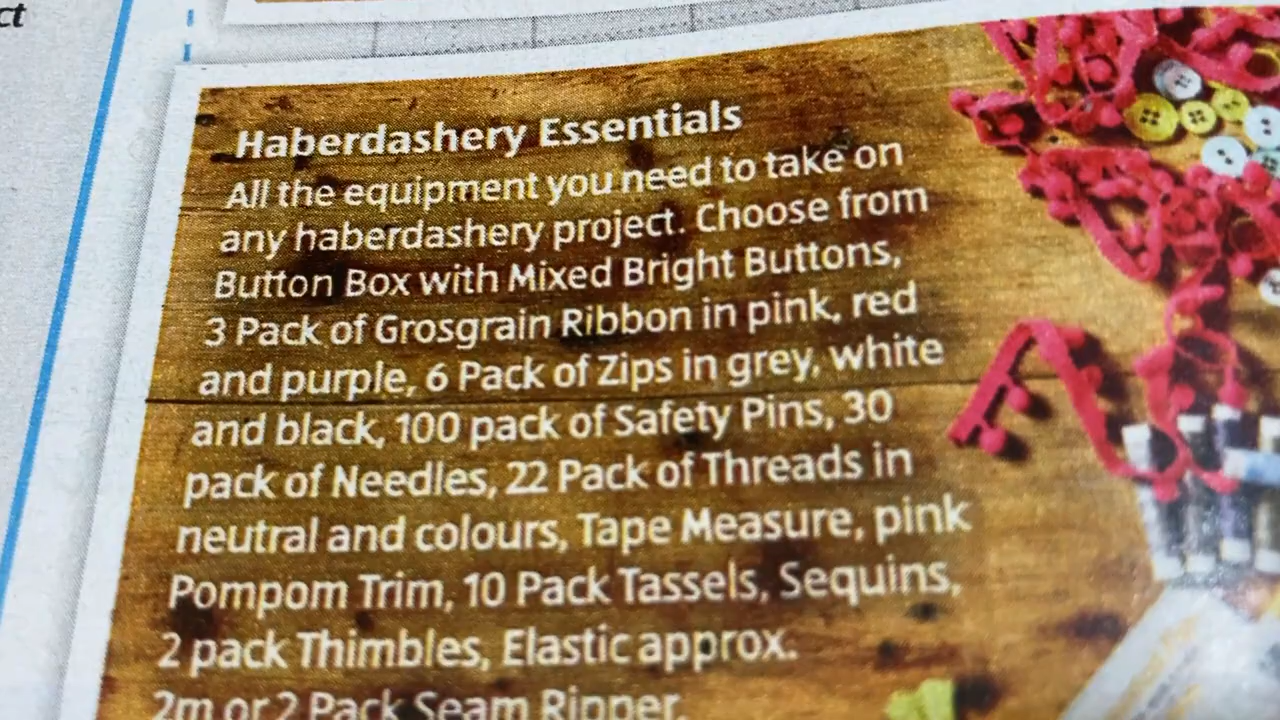 ct
Haberdashery Essentials
All the equipment you need to take on
any haberdashery project. Choose from
Button Box with Mixed Bright Buttons,
3 Pack of Grosgrain Ribbon in pink, red
and purple, 6 Pack of Zips in grey, white
and black, 100 pack of Safety Pins, 30
pack of Needles, 22 Pack of Threads in
neutral and colours, Tape Measure, pink
Pompom Trim, 10 Pack Tassels, Sequins,
2 pack Thimbles, Elastic approx.
2m or 2 Pack Seam Ripper.